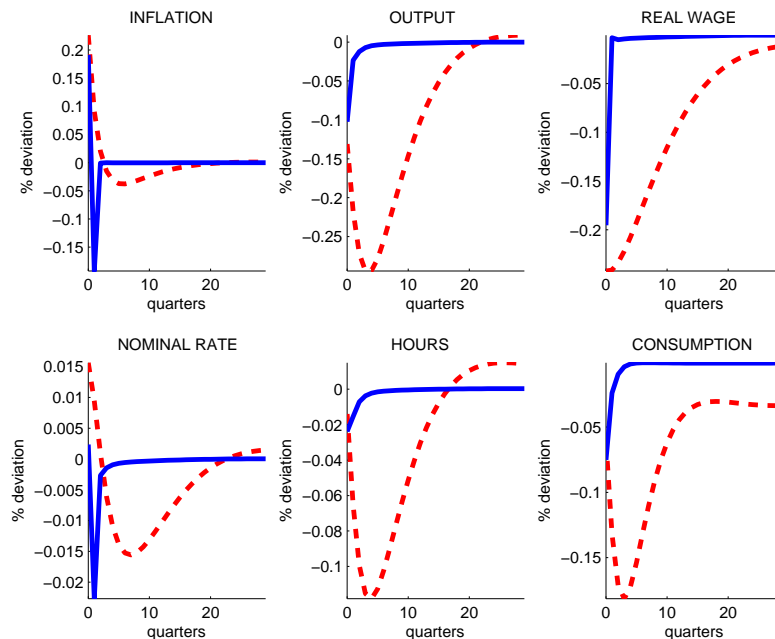 INFLATION
OUTPUT
REAL WAGE
% deviation
0.2
0.15
0.1
0.05
0
−0.05
−0.1
−0.15
0 10 20
quarters
% deviation
0
−0.05
−0.1
−0.15
−0.2
−0.25
0 10 20
quarters
% deviation
0
−0.05
−0.1
−0.15
−0.2
0 10 20
quarters
NOMINAL RATE
HOURS
CONSUMPTION
% deviation
0.015
0.01
0.005
0
−0.005
−0.01
−0.015
−0.02
0 10 20
quarters
% deviation
0
−0.02
−0.04
−0.06
−0.08
−0.1
0 10 20
quarters
% deviation
−0.05
−0.1
−0.15
0 10 20
quarters